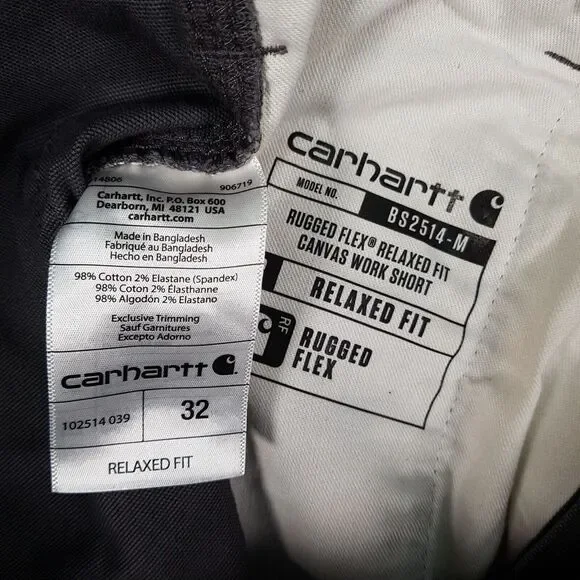 14806 906719
Carhartt, Inc. P.O. Box 600
Dearborn, MI 48121 USA
carhartt.com
Made in Bangladesh
Fabriqué au Bangladesh
Hecho en Bangladesh
98% Cotton 2% Elastane (Spandex)
98% Coton 2% Élasthanne
98% Algodón 2% Elastano
Exclusive Trimming
Sauf Garnitures
Excepto Adorno
carhartt
102514 039 32
RELAXED FIT
carhartt
MODEL NO. BS2514-M
RUGGED FLEX® RELAXED FIT
CANVAS WORK SHORT
RELAXED FIT
RF RUGGED
FLEX